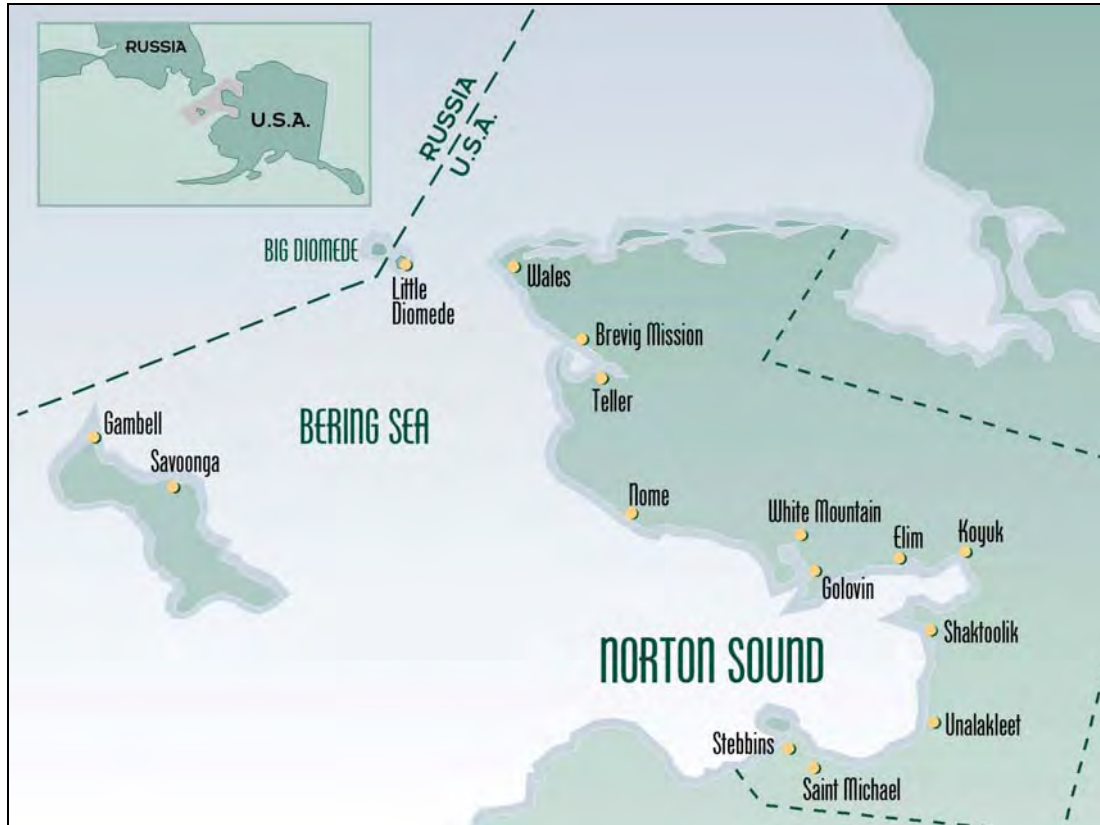 RUSSIA
U.S.A.
RUSSIA
U.S.A.
BIG DIOMEDE
Little
Diomede
Wales
Brevig Mission
Teller
Gambell
BERING SEA
Savoonga
Nome
White Mountain
Elim
Koyuk
Golovin
Shaktoolik
NORTON SOUND
Unalakleet
Stebbins
Saint Michael